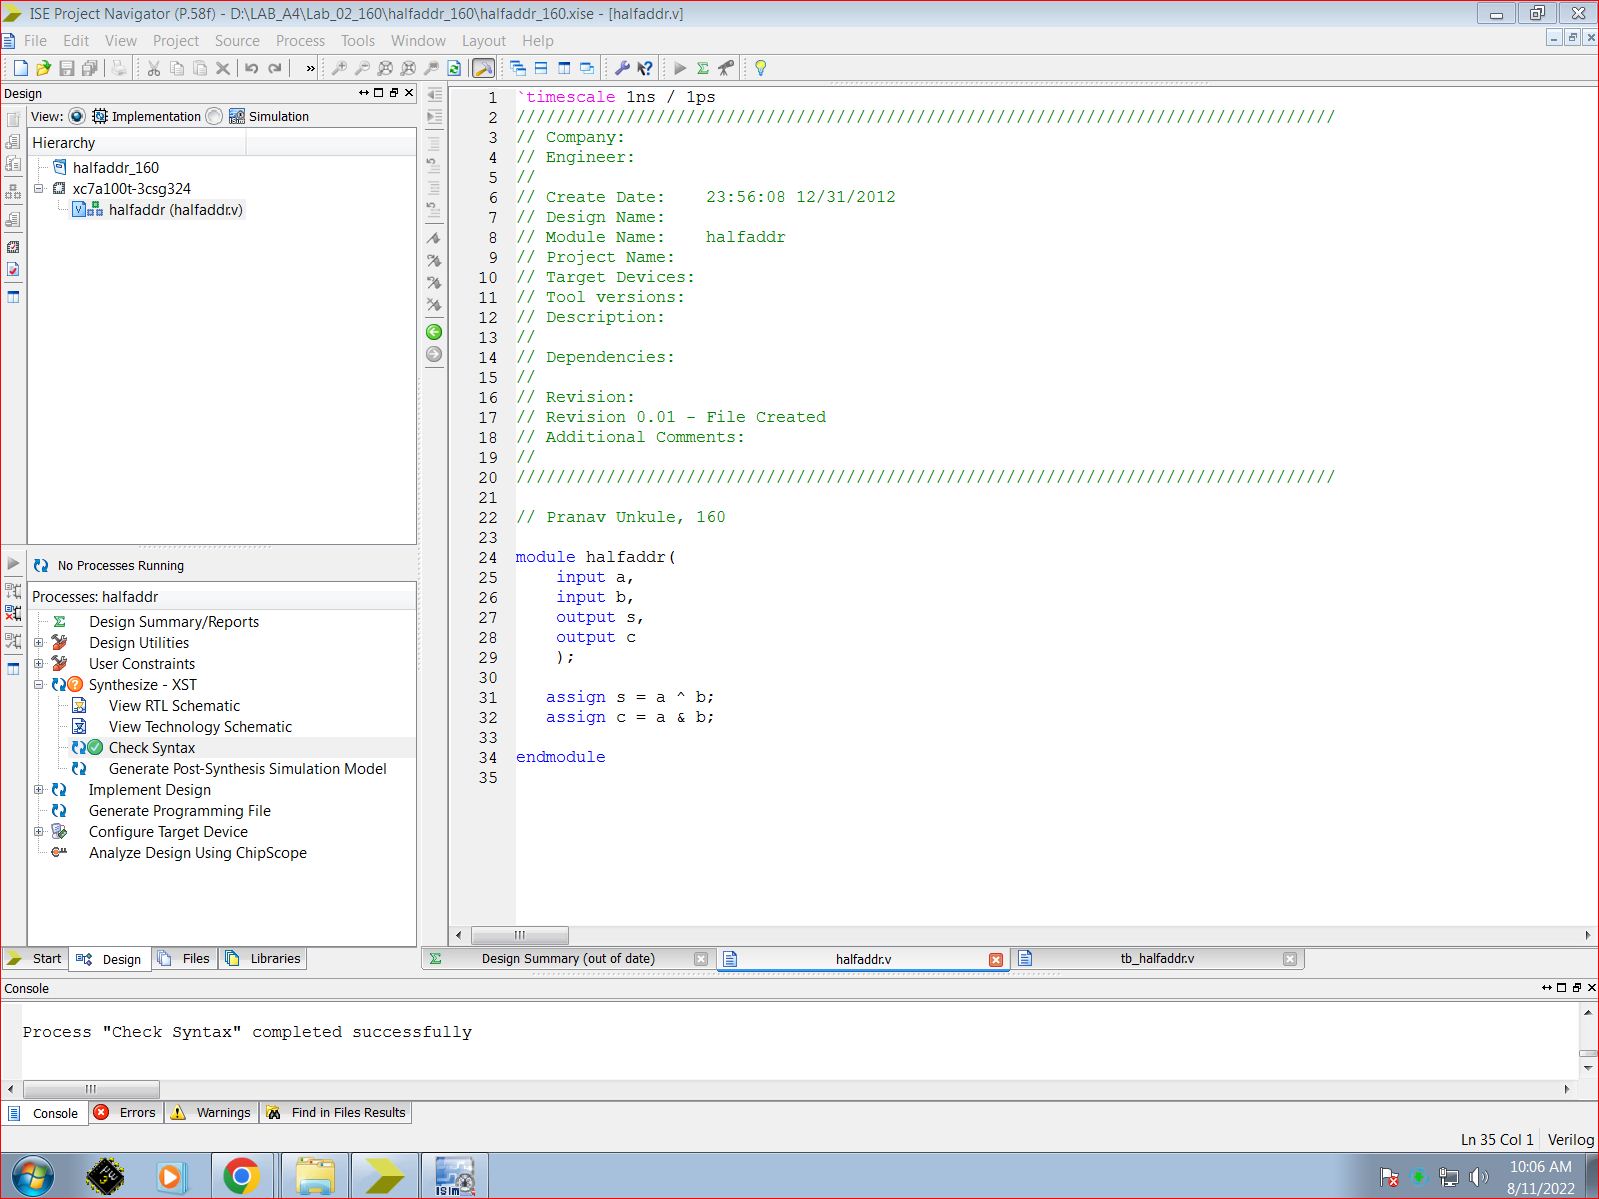 ISE Project Navigator (P.58f) - D:\LAB_A4\Lab_02_160\halfaddr_160\halfaddr_160.xise - [halfaddr.v]
File Edit View Project Source Process Tools Window Layout Help
Design
View: Implementation Simulation
Hierarchy
halfaddr_160
xc7a100t-3csg324
halfaddr (halfaddr.v)
No Processes Running
Processes: halfaddr
Design Summary/Reports
Design Utilities
User Constraints
Synthesize - XST
View RTL Schematic
View Technology Schematic
Check Syntax
Generate Post-Synthesis Simulation Model
Implement Design
Generate Programming File
Configure Target Device
Analyze Design Using ChipScope
Start Design Files Libraries
1 `timescale 1ns / 1ps
2 //////////////////////////////////////////////////////////////////////////////////
3 // Company:
4 // Engineer:
5 //
6 // Create Date: 23:56:08 12/31/2012
7 // Design Name:
8 // Module Name: halfaddr
9 // Project Name:
10 // Target Devices:
11 // Tool versions:
12 // Description:
13 //
14 // Dependencies:
15 //
16 // Revision:
17 // Revision 0.01 - File Created
18 // Additional Comments:
19 //
20 //////////////////////////////////////////////////////////////////////////////////
21
22 // Pranav Unkule, 160
23
24 module halfaddr(
25 input a,
26 input b,
27 output s,
28 output c
29 );
30
31 assign s = a ^ b;
32 assign c = a & b;
33
34 endmodule
35
Design Summary (out of date) halfaddr.v tb_halfaddr.v
Console
Process "Check Syntax" completed successfully
Console Errors Warnings Find in Files Results
Ln 35 Col 1 Verilog
ISim
10:06 AM
8/11/2022